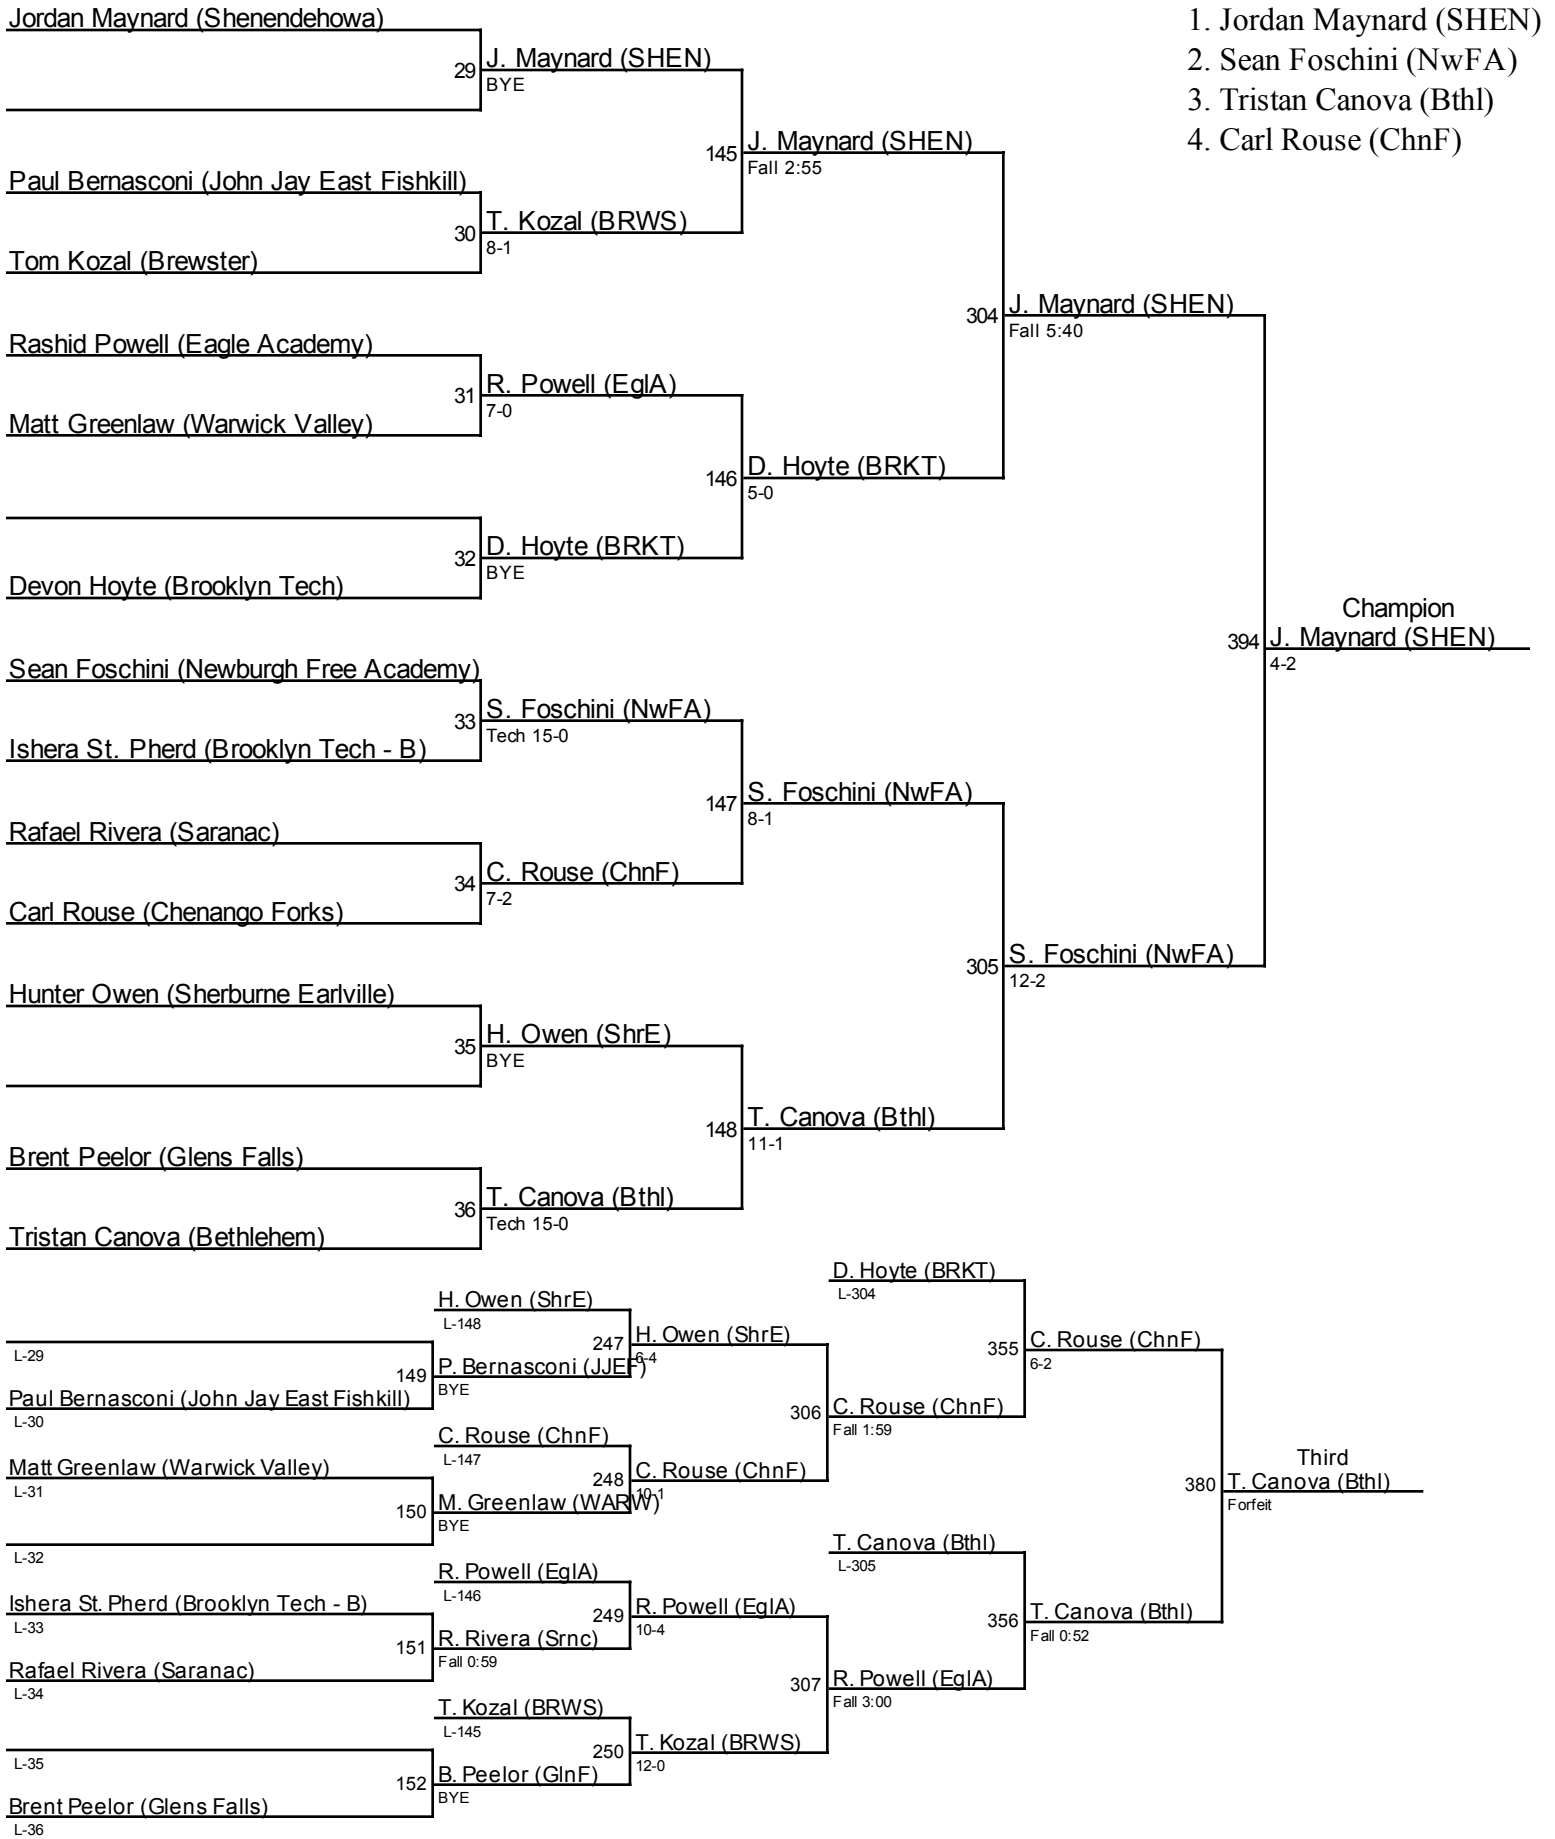 Jordan Maynard (Shenendehowa)
29
J. Maynard (SHEN)
BYE
Paul Bernasconi (John Jay East Fishkill)
30
T. Kozal (BRWS)
8-1
Tom Kozal (Brewster)
145
J. Maynard (SHEN)
Fall 2:55
Rashid Powell (Eagle Academy)
31
R. Powell (EglA)
7-0
Matt Greenlaw (Warwick Valley)
146
D. Hoyte (BRKT)
5-0
32
D. Hoyte (BRKT)
BYE
Devon Hoyte (Brooklyn Tech)
304
J. Maynard (SHEN)
Fall 5:40
Sean Foschini (Newburgh Free Academy)
33
S. Foschini (NwFA)
Tech 15-0
Ishera St. Pherd (Brooklyn Tech - B)
147
S. Foschini (NwFA)
8-1
Rafael Rivera (Saranac)
34
C. Rouse (ChnF)
7-2
Carl Rouse (Chenango Forks)
305
S. Foschini (NwFA)
12-2
Hunter Owen (Sherburne Earlville)
35
H. Owen (ShrE)
BYE
148
T. Canova (Bthl)
11-1
Brent Peelor (Glens Falls)
36
T. Canova (Bthl)
Tech 15-0
Tristan Canova (Bethlehem)
Champion
394
J. Maynard (SHEN)
4-2
1. Jordan Maynard (SHEN)
2. Sean Foschini (NwFA)
3. Tristan Canova (Bthl)
4. Carl Rouse (ChnF)
L-29
149
P. Bernasconi (JJEF)
BYE
Paul Bernasconi (John Jay East Fishkill)
L-30
H. Owen (ShrE)
L-148
247
H. Owen (ShrE)
6-4
Matt Greenlaw (Warwick Valley)
L-31
150
M. Greenlaw (WARW)
BYE
L-32
C. Rouse (ChnF)
L-147
248
C. Rouse (ChnF)
10-1
306
C. Rouse (ChnF)
Fall 1:59
D. Hoyte (BRKT)
L-304
355
C. Rouse (ChnF)
6-2
Ishera St. Pherd (Brooklyn Tech - B)
L-33
151
R. Rivera (Srnc)
Fall 0:59
Rafael Rivera (Saranac)
L-34
R. Powell (EglA)
L-146
249
R. Powell (EglA)
10-4
L-35
152
B. Peelor (GlnF)
BYE
Brent Peelor (Glens Falls)
L-36
T. Kozal (BRWS)
L-145
250
T. Kozal (BRWS)
12-0
307
R. Powell (EglA)
Fall 3:00
T. Canova (Bthl)
L-305
356
T. Canova (Bthl)
Fall 0:52
Third
380
T. Canova (Bthl)
Forfeit